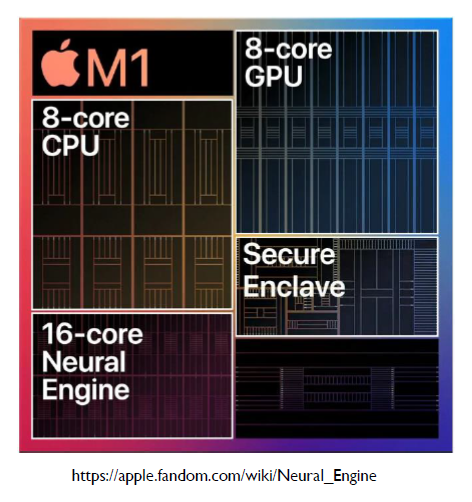 M1
8-core
CPU
16-core
Neural
Engine
8-core
GPU
Secure
Enclave
https://apple.fandom.com/wiki/Neural_Engine